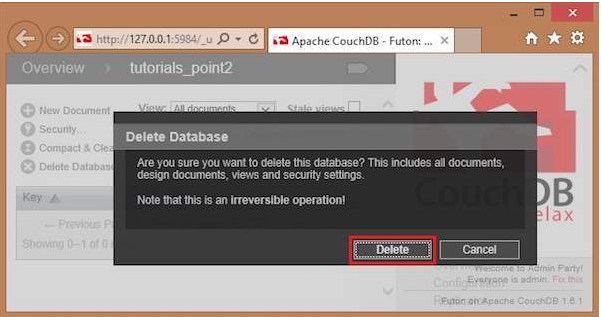 http://127.0.0.1:5984/_u
Apache CouchDB - Futon: ...
Overview
tutorials_point2
New Document
View: All documents
Stale views
Security...
Compact & Clea
Delete Database
Delete Database
Are you sure you want to delete this database? This includes all documents,
design documents, views and security settings.
Note that this is an irreversible operation!
Key
CouchDB
elax
← Previous P
Showing 0–1 of 0
Delete
Cancel
Welcome to Admin Party!
Everyone is admin. Fix this
Futon on Apache CouchDB 1.6.1